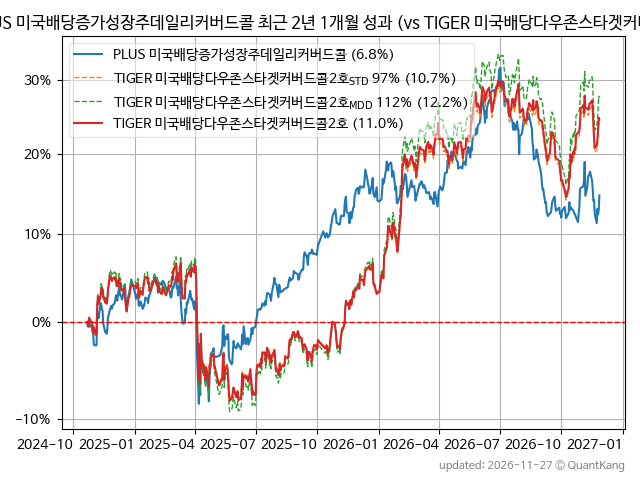 US 미국배당증가성장주데일리커버드콜 최근 2년 1개월 성과 (vs TIGER 미국배당다우존스타겟커버
PLUS 미국배당증가성장주데일리커버드콜 (6.8%)
TIGER 미국배당다우존스타겟커버드콜2호STD 97% (10.7%)
TIGER 미국배당다우존스타겟커버드콜2호MDD 112% (12.2%)
TIGER 미국배당다우존스타겟커버드콜2호 (11.0%)
30%
20%
10%
0%
−10%
2024-10 2025-01 2025-04 2025-07 2025-10 2026-01 2026-04 2026-07 2026-10 2027-01
updated: 2026-11-27 ⓒ QuantKang